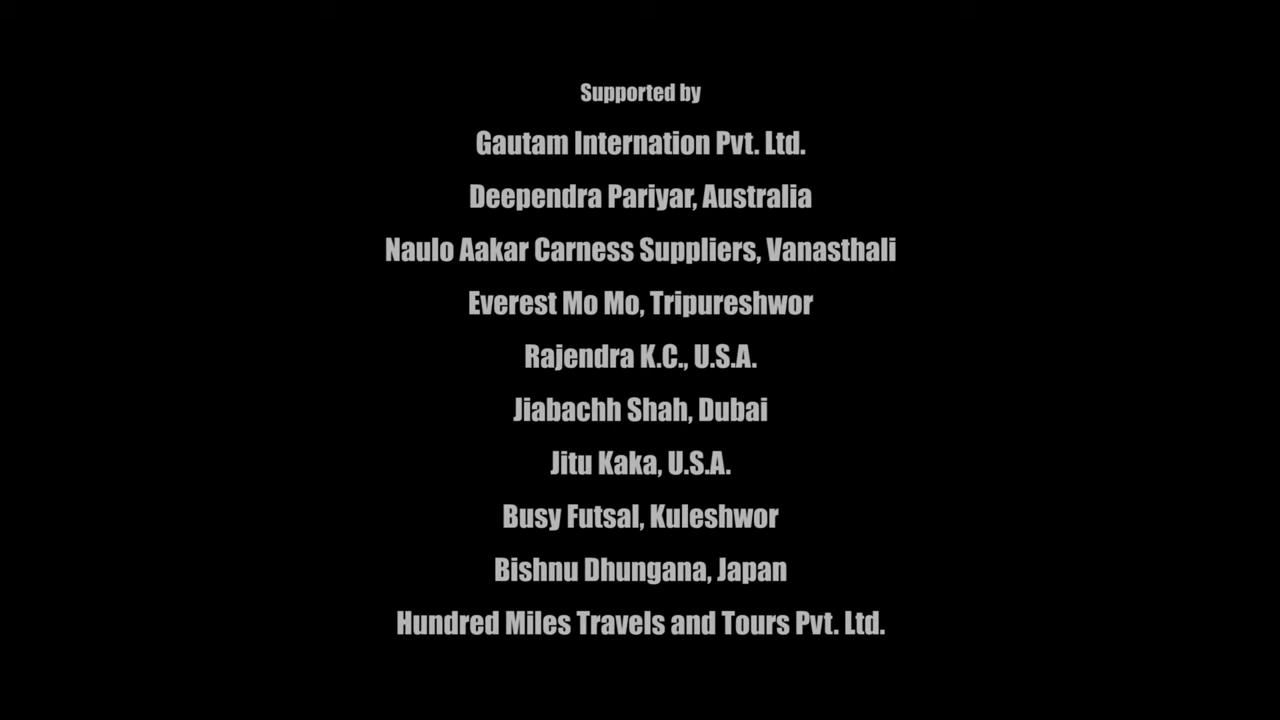 Supported by
Gautam Internation Pvt. Ltd.
Deependra Pariyar, Australia
Naulo Aakar Carness Suppliers, Vanasthali
Everest Mo Mo, Tripureshwor
Rajendra K.C., U.S.A.
Jiabachh Shah, Dubai
Jitu Kaka, U.S.A.
Busy Futsal, Kuleshwor
Bishnu Dhungana, Japan
Hundred Miles Travels and Tours Pvt. Ltd.